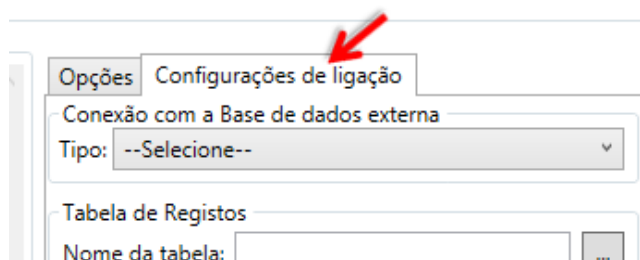 Opções Configurações de ligação
Conexão com a Base de dados externa
Tipo: --Selecione--
Tabela de Registos
Nome da tabela: ...